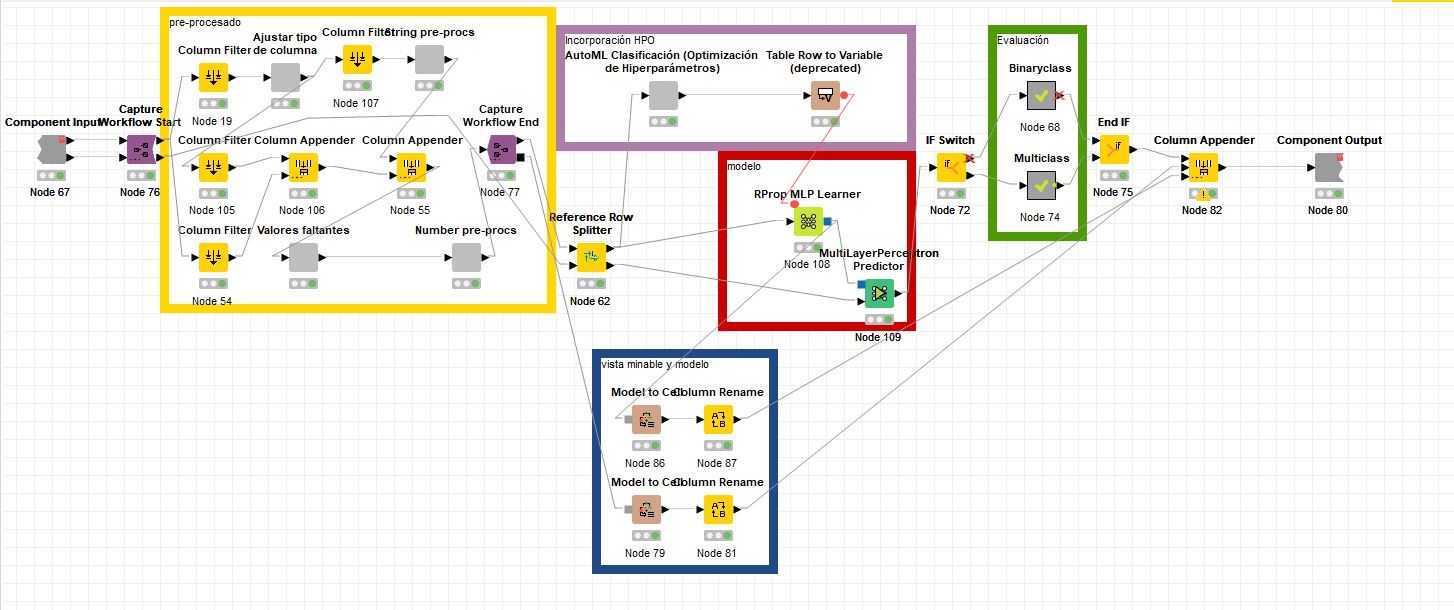 pre-procesado
Column Filter
Node 19
Ajustar tipo
de columna
Column Filter
Node 107
String pre-procs
Component Input
Node 67
Capture
Workflow Start
Node 76
Column Filter
Node 105
Column Appender
Node 106
Column Appender
Node 55
Capture
Workflow End
Node 77
Column Filter
Node 54
Valores faltantes
Number pre-procs
Reference Row
Splitter
Node 62
Incorporación HPO
AutoML Clasificación (Optimización
de Hiperparámetros)
Table Row to Variable
(deprecated)
V
modelo
RProp MLP Learner
Node 108
MultiLayerPerceptron
Predictor
Node 109
IF Switch
if
Node 72
Evaluación
Binaryclass
Node 68
Multiclass
Node 74
End IF
IF
Node 75
Column Appender
Node 82
Component Output
Node 80
vista minable y modelo
Model to Cell
Node 86
Column Rename
A
B
Node 87
Model to Cell
Node 79
Column Rename
A
B
Node 81